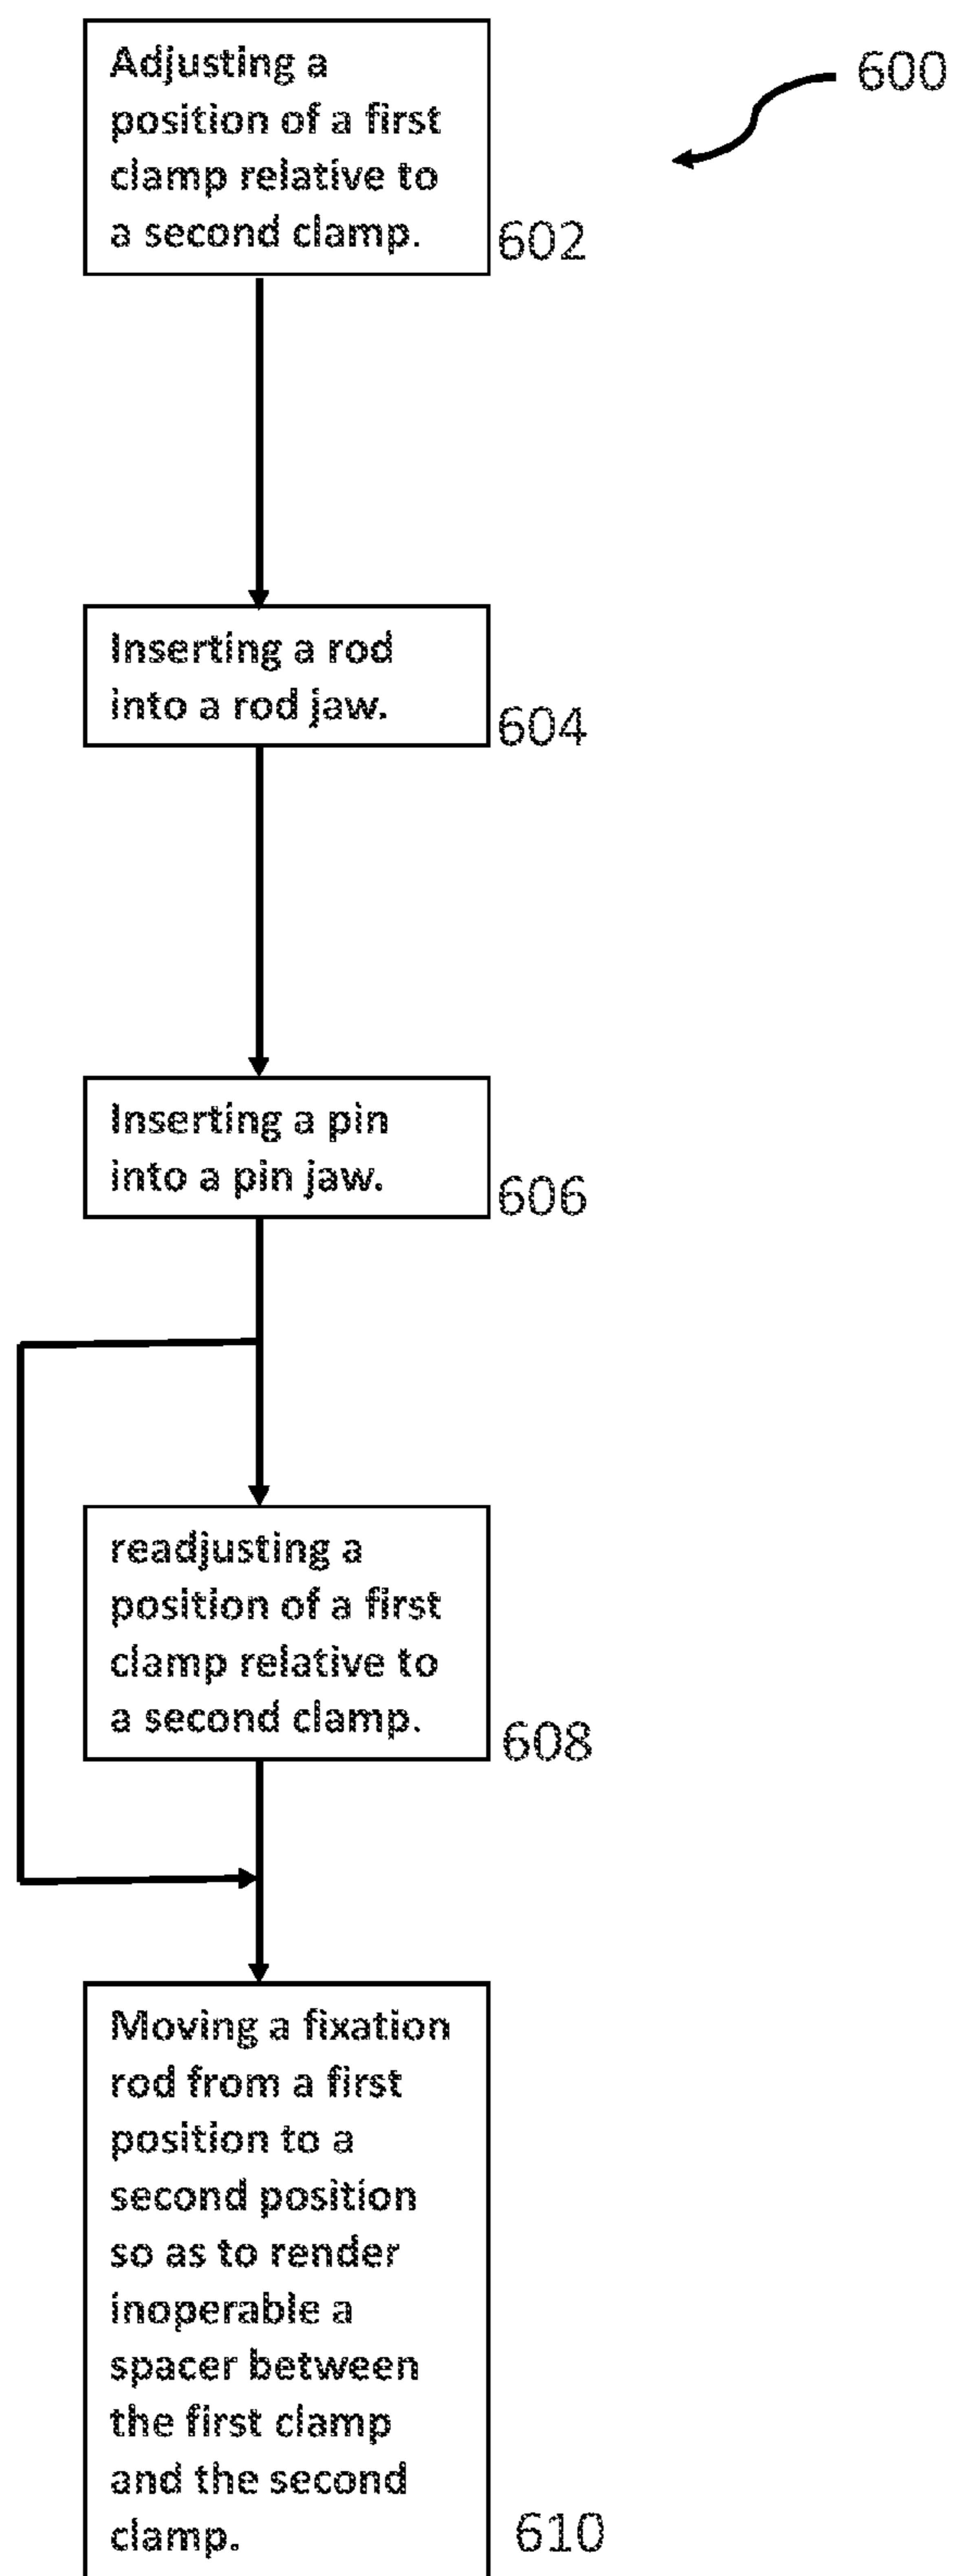 Adjusting a
position of a first
clamp relative to
a second clamp.
600
602
Inserting a rod
into a rod jaw.
604
Inserting a pin
into a pin jaw.
606
readjusting a
position of a first
clamp relative to
a second clamp.
608
Moving a fixation
rod from a first
position to a
second position
so as to render
inoperable a
spacer between
the first clamp
and the second
clamp.
610